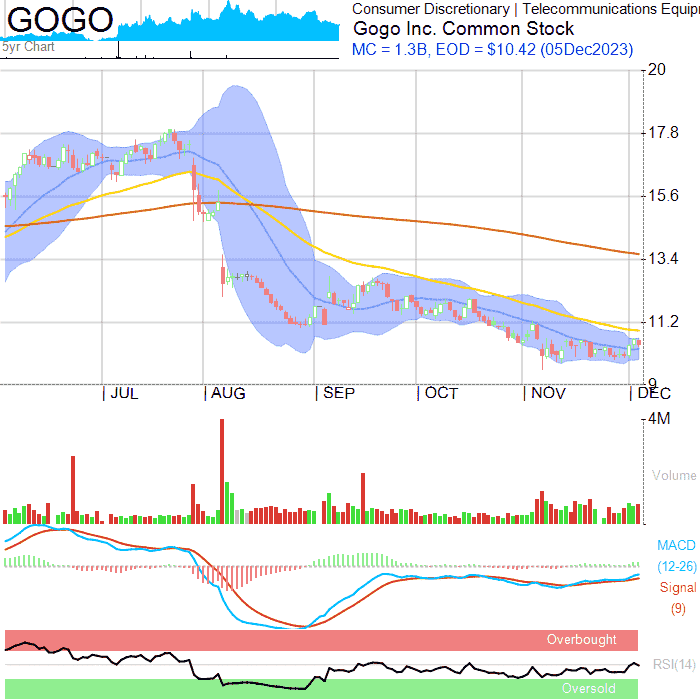 GOGO
5yr Chart
Consumer Discretionary | Telecommunications Equip
Gogo Inc. Common Stock
MC = 1.3B, EOD = $10.42 (05Dec2023)
20
17.8
15.6
13.4
11.2
9
JUL AUG SEP OCT NOV DEC
4M
Volume
MACD
(12-26)
Signal
(9)
Overbought
RSI(14)
Oversold